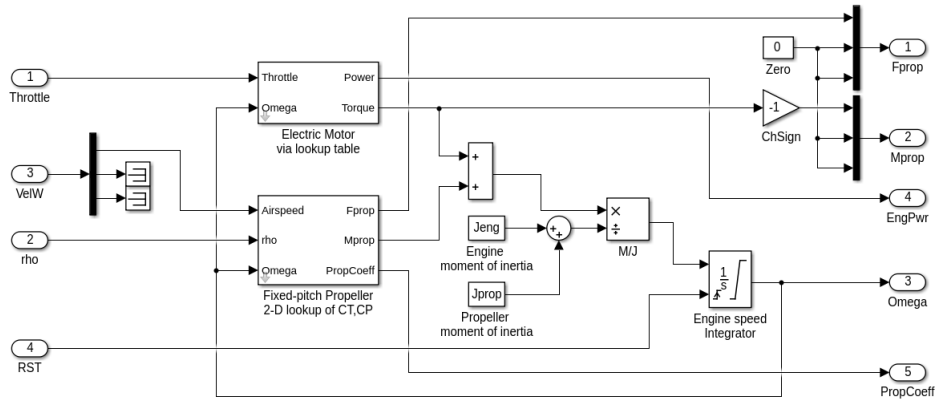 1
Throttle
3
VelW
2
rho
4
RST
Throttle
Power
Omega
Torque
Electric Motor
via lookup table
Airspeed
Fprop
rho
Mprop
Omega
PropCoeff
Fixed-pitch Propeller
2-D lookup of CT,CP
+
+
Jeng
Engine
moment of inertia
Jprop
Propeller
moment of inertia
+
+
×
÷
M/J
1
s
Engine speed
Integrator
0
Zero
-1
ChSign
1
Fprop
2
Mprop
4
EngPwr
3
Omega
5
PropCoeff